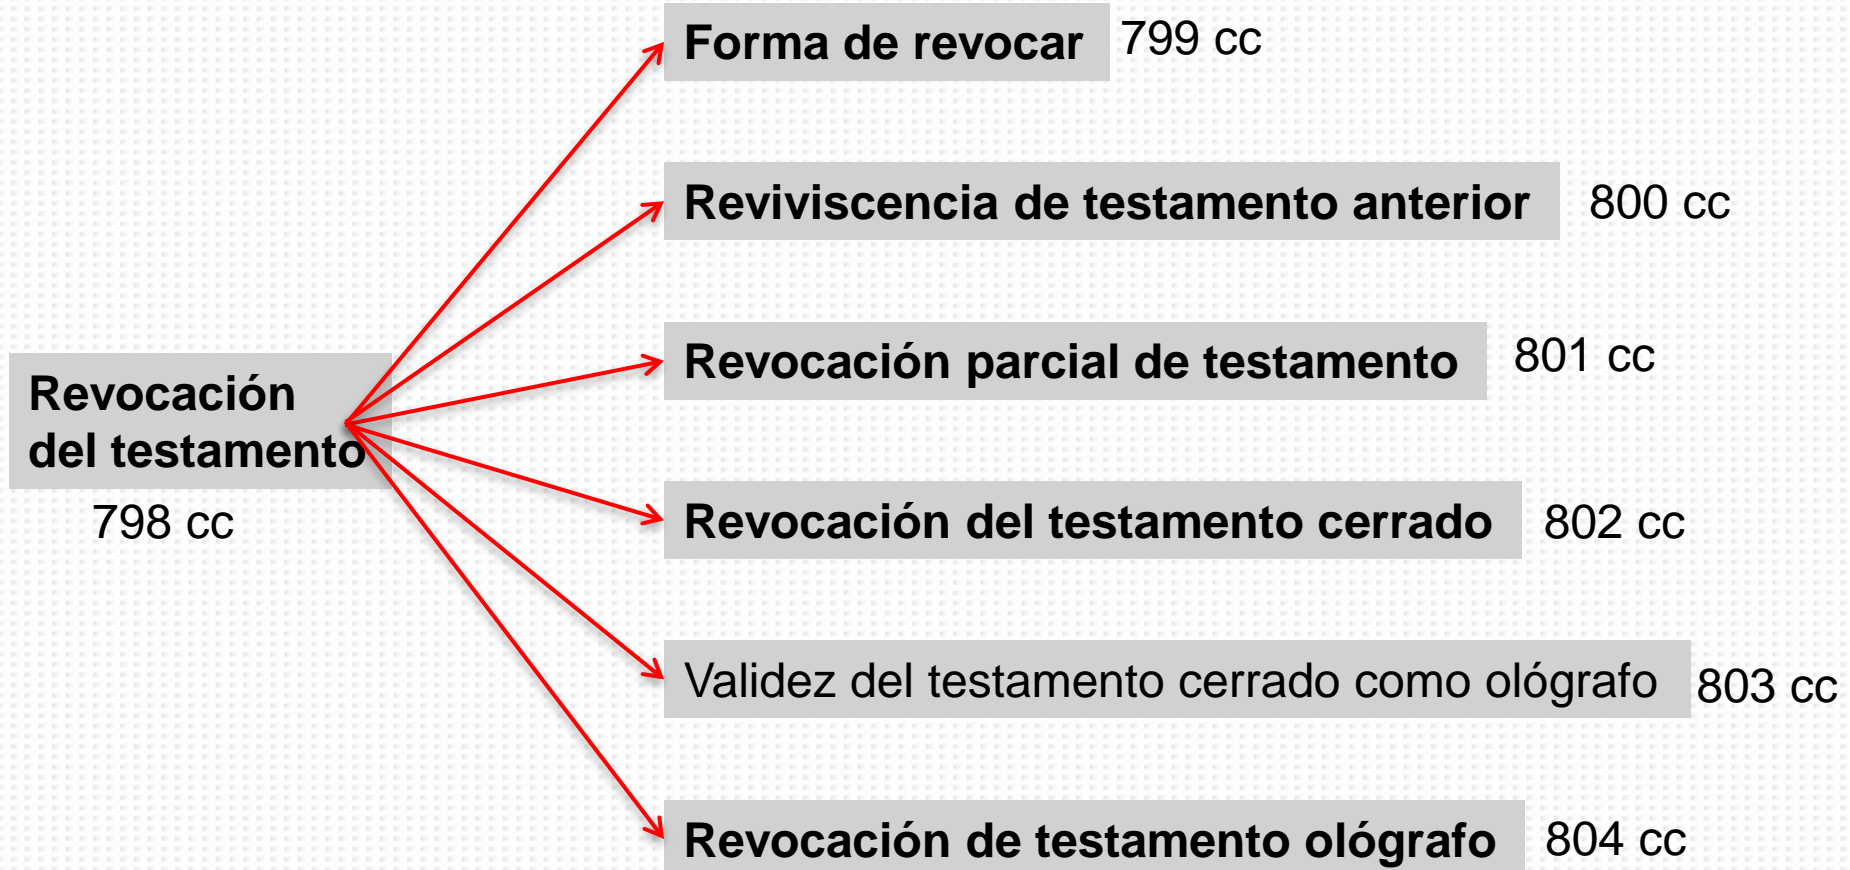 Forma de revocar 799 cc
Reviviscencia de testamento anterior 800 cc
Revocación parcial de testamento 801 cc
Revocación
del testamento
798 cc
Revocación del testamento cerrado 802 cc
Validez del testamento cerrado como ológrafo 803 cc
Revocación de testamento ológrafo 804 cc